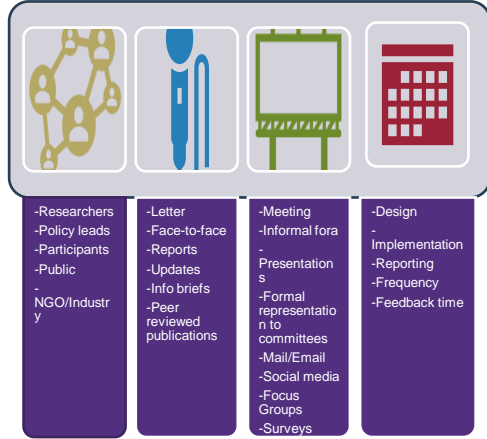 -Researchers
-Policy leads
-Participants
-Public
-
NGO/Industr
y
-Letter
-Face-to-face
-Reports
-Updates
-Info briefs
-Peer
reviewed
publications
-Meeting
-Informal fora
-
Presentation
s
-Formal
representatio
n to
committees
-Mail/Email
-Social media
-Focus
Groups
-Surveys
-Design
-
Implementation
-Reporting
-Frequency
-Feedback time